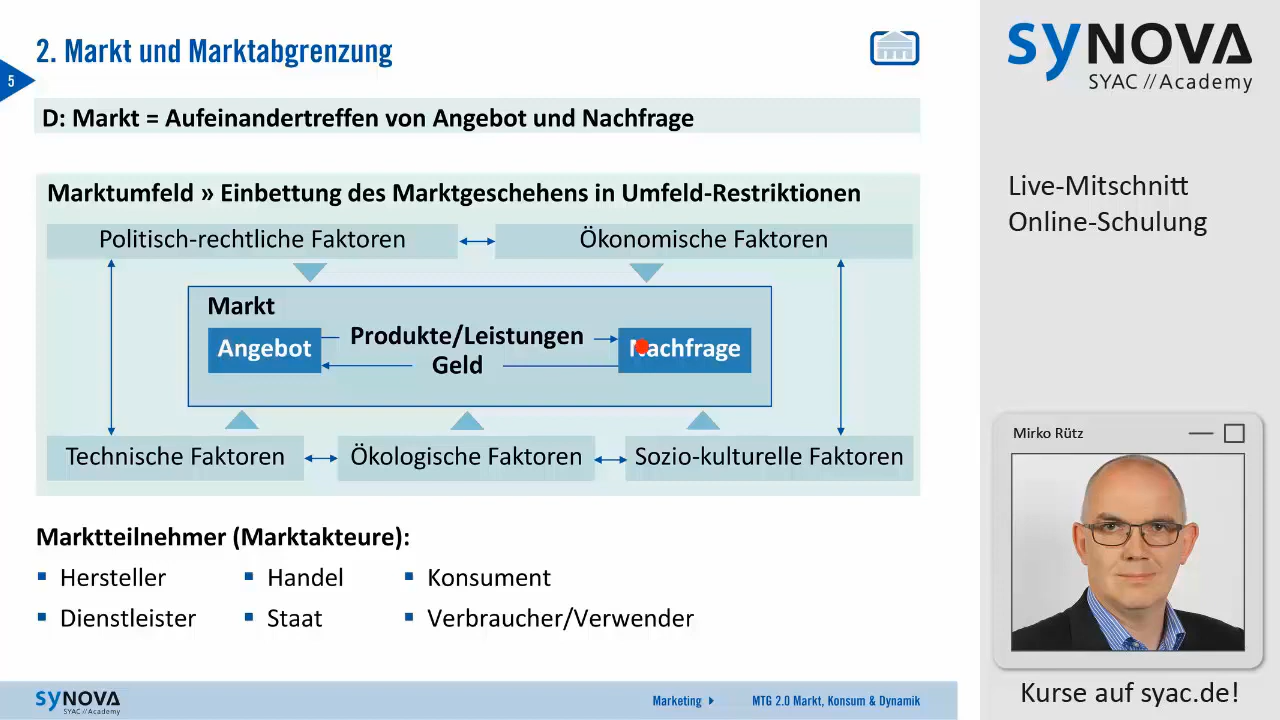 2. Markt und Marktabgrenzung
5
D: Markt = Aufeinandertreffen von Angebot und Nachfrage
Marktumfeld » Einbettung des Marktgeschehens in Umfeld-Restriktionen
Politisch-rechtliche Faktoren
Ökonomische Faktoren
Markt
Angebot
Produkte/Leistungen
Geld
Nachfrage
Technische Faktoren
Ökologische Faktoren
Sozio-kulturelle Faktoren
Marktteilnehmer (Marktakteure):
▪ Hersteller ▪ Handel ▪ Konsument
▪ Dienstleister ▪ Staat ▪ Verbraucher/Verwender
SYNOVA
SYAC // Academy
Marketing MTG 2.0 Markt, Konsum & Dynamik
syNOVA
SYAC // Academy
Live-Mitschnitt
Online-Schulung
Mirko Rütz
Kurse auf syac.de!